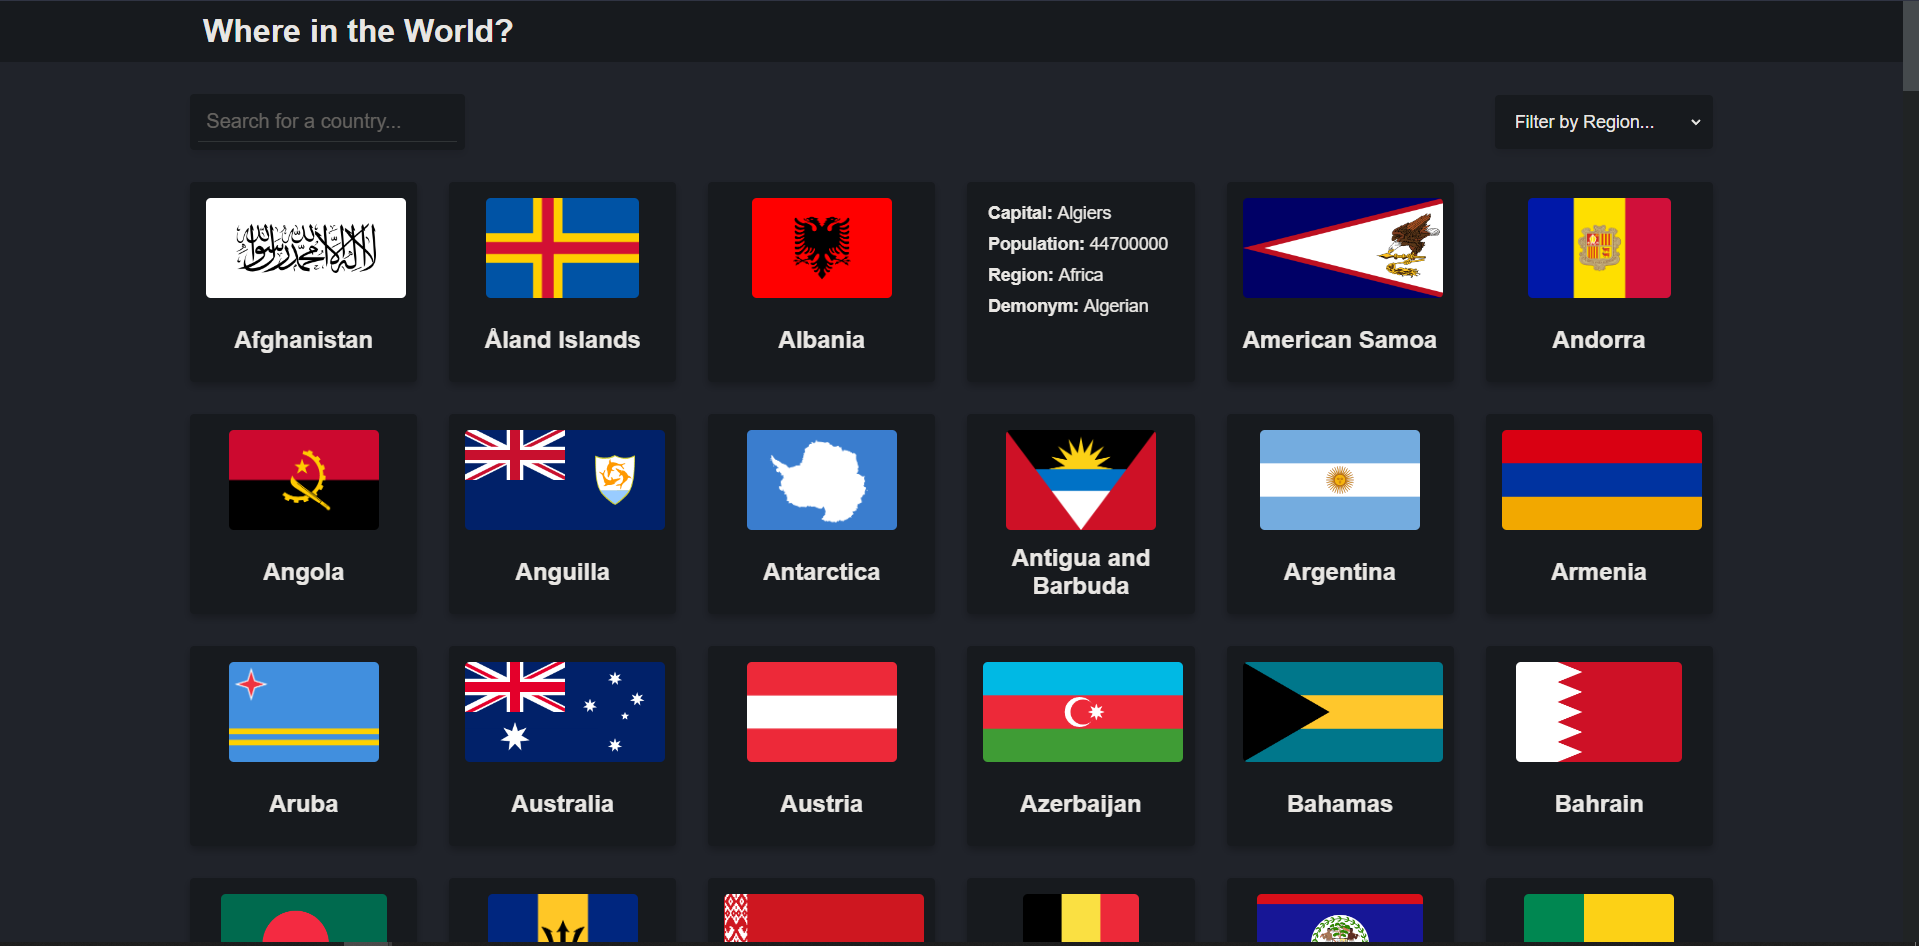 Where in the World?
Search for a country...
Filter by Region...
لا إله إلا الله محمد رسول الله
Afghanistan
Åland Islands
Albania
Capital: Algiers
Population: 44700000
Region: Africa
Demonym: Algerian
American Samoa
Andorra
Angola
Anguilla
Antarctica
Antigua and
Barbuda
Argentina
Armenia
Aruba
Australia
Austria
Azerbaijan
Bahamas
Bahrain